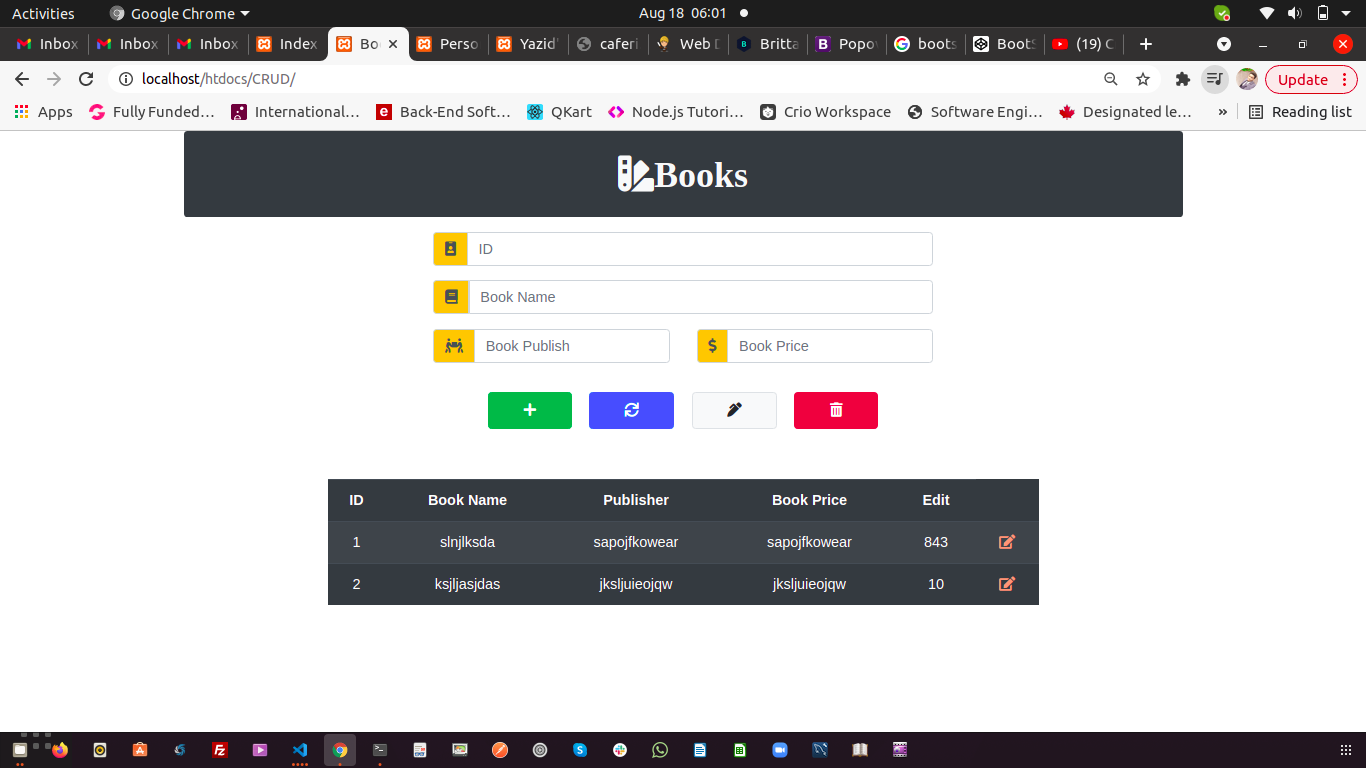 Activities Google Chrome Aug 18 06:01
Inbox Inbox Inbox Index Bo Perso Yazid' caferi Web D Britta Popov boots BootS (19) C
localhost/htdocs/CRUD/ Update
Apps Fully Funded… International… Back-End Soft… QKart Node.js Tutori… Crio Workspace Software Engi… Designated le… » Reading list
Books
ID
Book Name
Book Publish $ Book Price
ID Book Name Publisher Book Price Edit
1 slnjlksda sapojfkowear sapojfkowear 843
2 ksjljasjdas jksljuieojqw jksljuieojqw 10